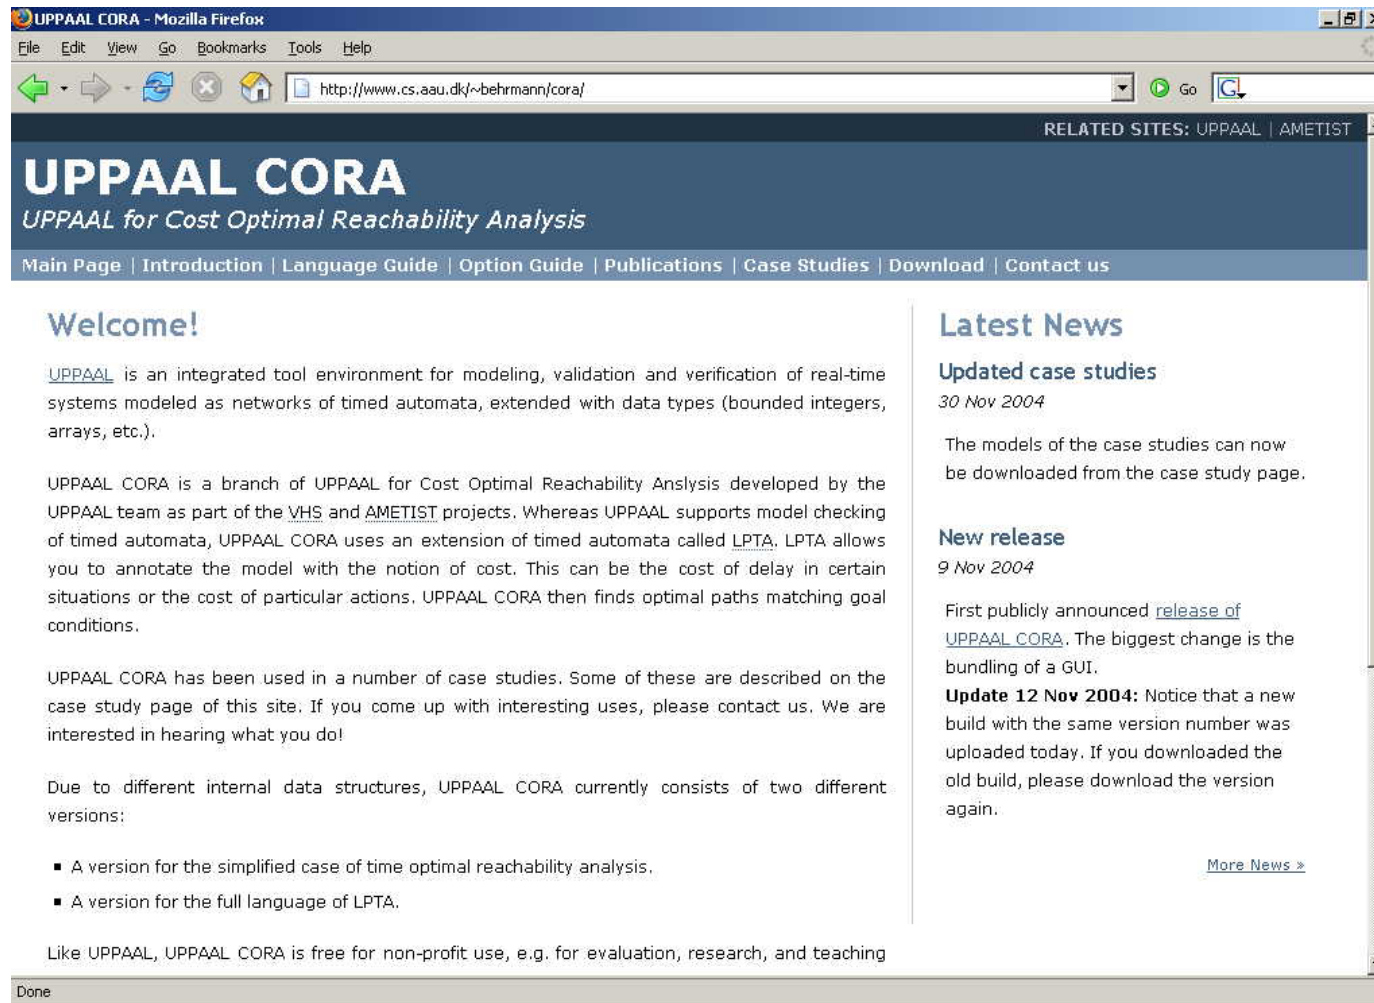 UPPAAL CORA - Mozilla Firefox
File Edit View Go Bookmarks Tools Help
http://www.cs.aau.dk/~behrmann/cora/ Go G
RELATED SITES: UPPAAL | AMETIST
UPPAAL CORA
UPPAAL for Cost Optimal Reachability Analysis
Main Page | Introduction | Language Guide | Option Guide | Publications | Case Studies | Download | Contact us
Welcome!
UPPAAL is an integrated tool environment for modeling, validation and verification of real-time
systems modeled as networks of timed automata, extended with data types (bounded integers,
arrays, etc.).
UPPAAL CORA is a branch of UPPAAL for Cost Optimal Reachability Anslysis developed by the
UPPAAL team as part of the VHS and AMETIST projects. Whereas UPPAAL supports model checking
of timed automata, UPPAAL CORA uses an extension of timed automata called LPTA. LPTA allows
you to annotate the model with the notion of cost. This can be the cost of delay in certain
situations or the cost of particular actions. UPPAAL CORA then finds optimal paths matching goal
conditions.
UPPAAL CORA has been used in a number of case studies. Some of these are described on the
case study page of this site. If you come up with interesting uses, please contact us. We are
interested in hearing what you do!
Due to different internal data structures, UPPAAL CORA currently consists of two different
versions:
▪ A version for the simplified case of time optimal reachability analysis.
▪ A version for the full language of LPTA.
Like UPPAAL, UPPAAL CORA is free for non-profit use, e.g. for evaluation, research, and teaching
Latest News
Updated case studies
30 Nov 2004
The models of the case studies can now
be downloaded from the case study page.
New release
9 Nov 2004
First publicly announced release of
UPPAAL CORA. The biggest change is the
bundling of a GUI.
Update 12 Nov 2004: Notice that a new
build with the same version number was
uploaded today. If you downloaded the
old build, please download the version
again.
More News »
Done